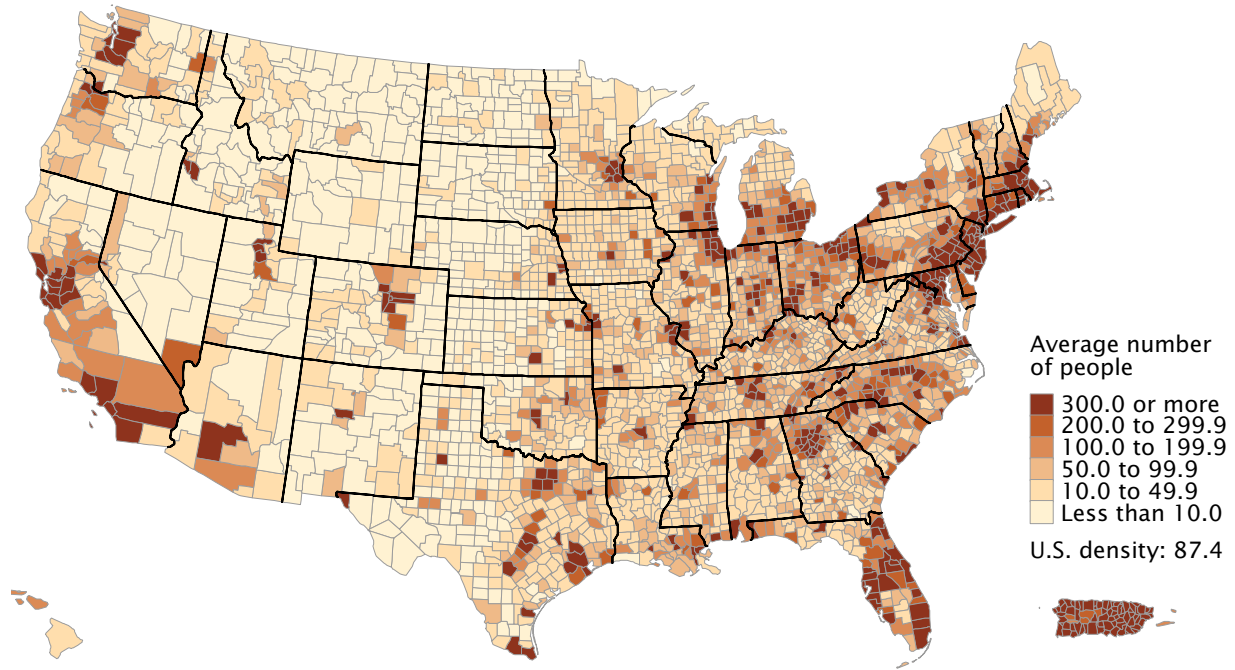 Average number
of people
300.0 or more
200.0 to 299.9
100.0 to 199.9
50.0 to 99.9
10.0 to 49.9
Less than 10.0
U.S. density: 87.4